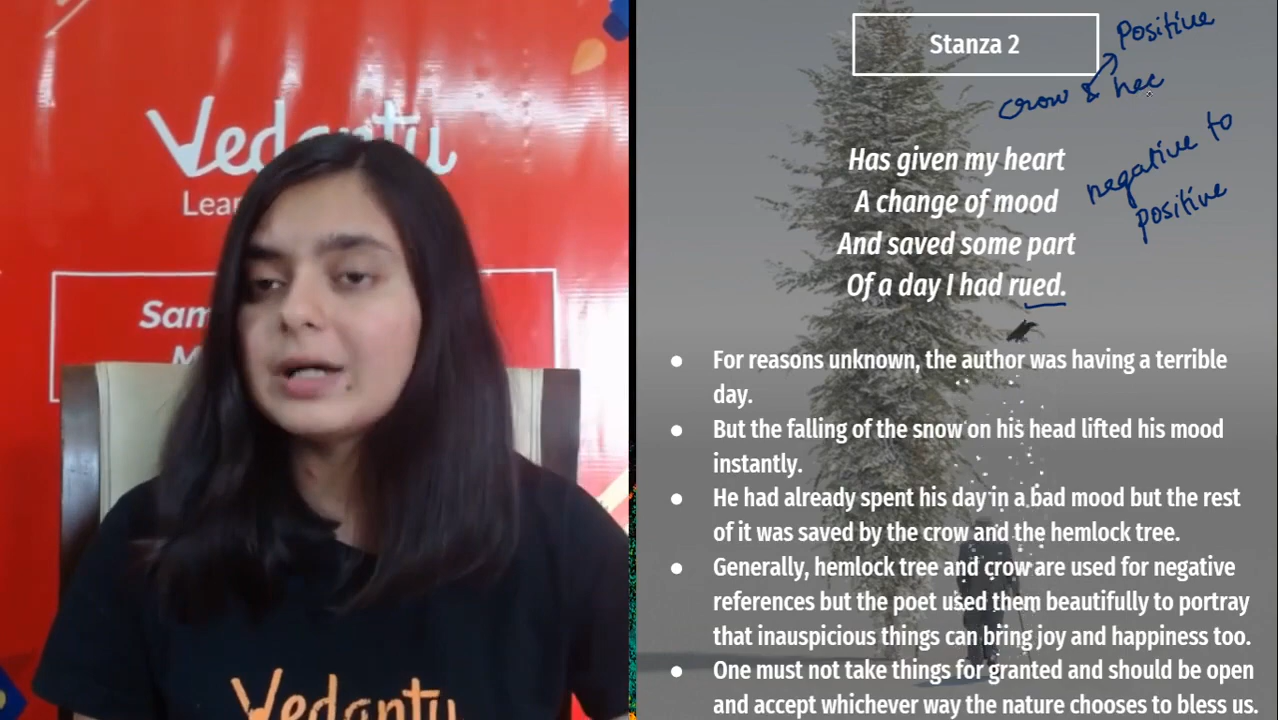 Vedantu
Lear
Sam
M
Vedantu
Stanza 2
Positive
crow & hec
negative to
positive
Has given my heart
A change of mood
And saved some part
Of a day I had rued.
● For reasons unknown, the author was having a terrible
day.
● But the falling of the snow on his head lifted his mood
instantly.
● He had already spent his day in a bad mood but the rest
of it was saved by the crow and the hemlock tree.
● Generally, hemlock tree and crow are used for negative
references but the poet used them beautifully to portray
that inauspicious things can bring joy and happiness too.
● One must not take things for granted and should be open
and accept whichever way the nature chooses to bless us.